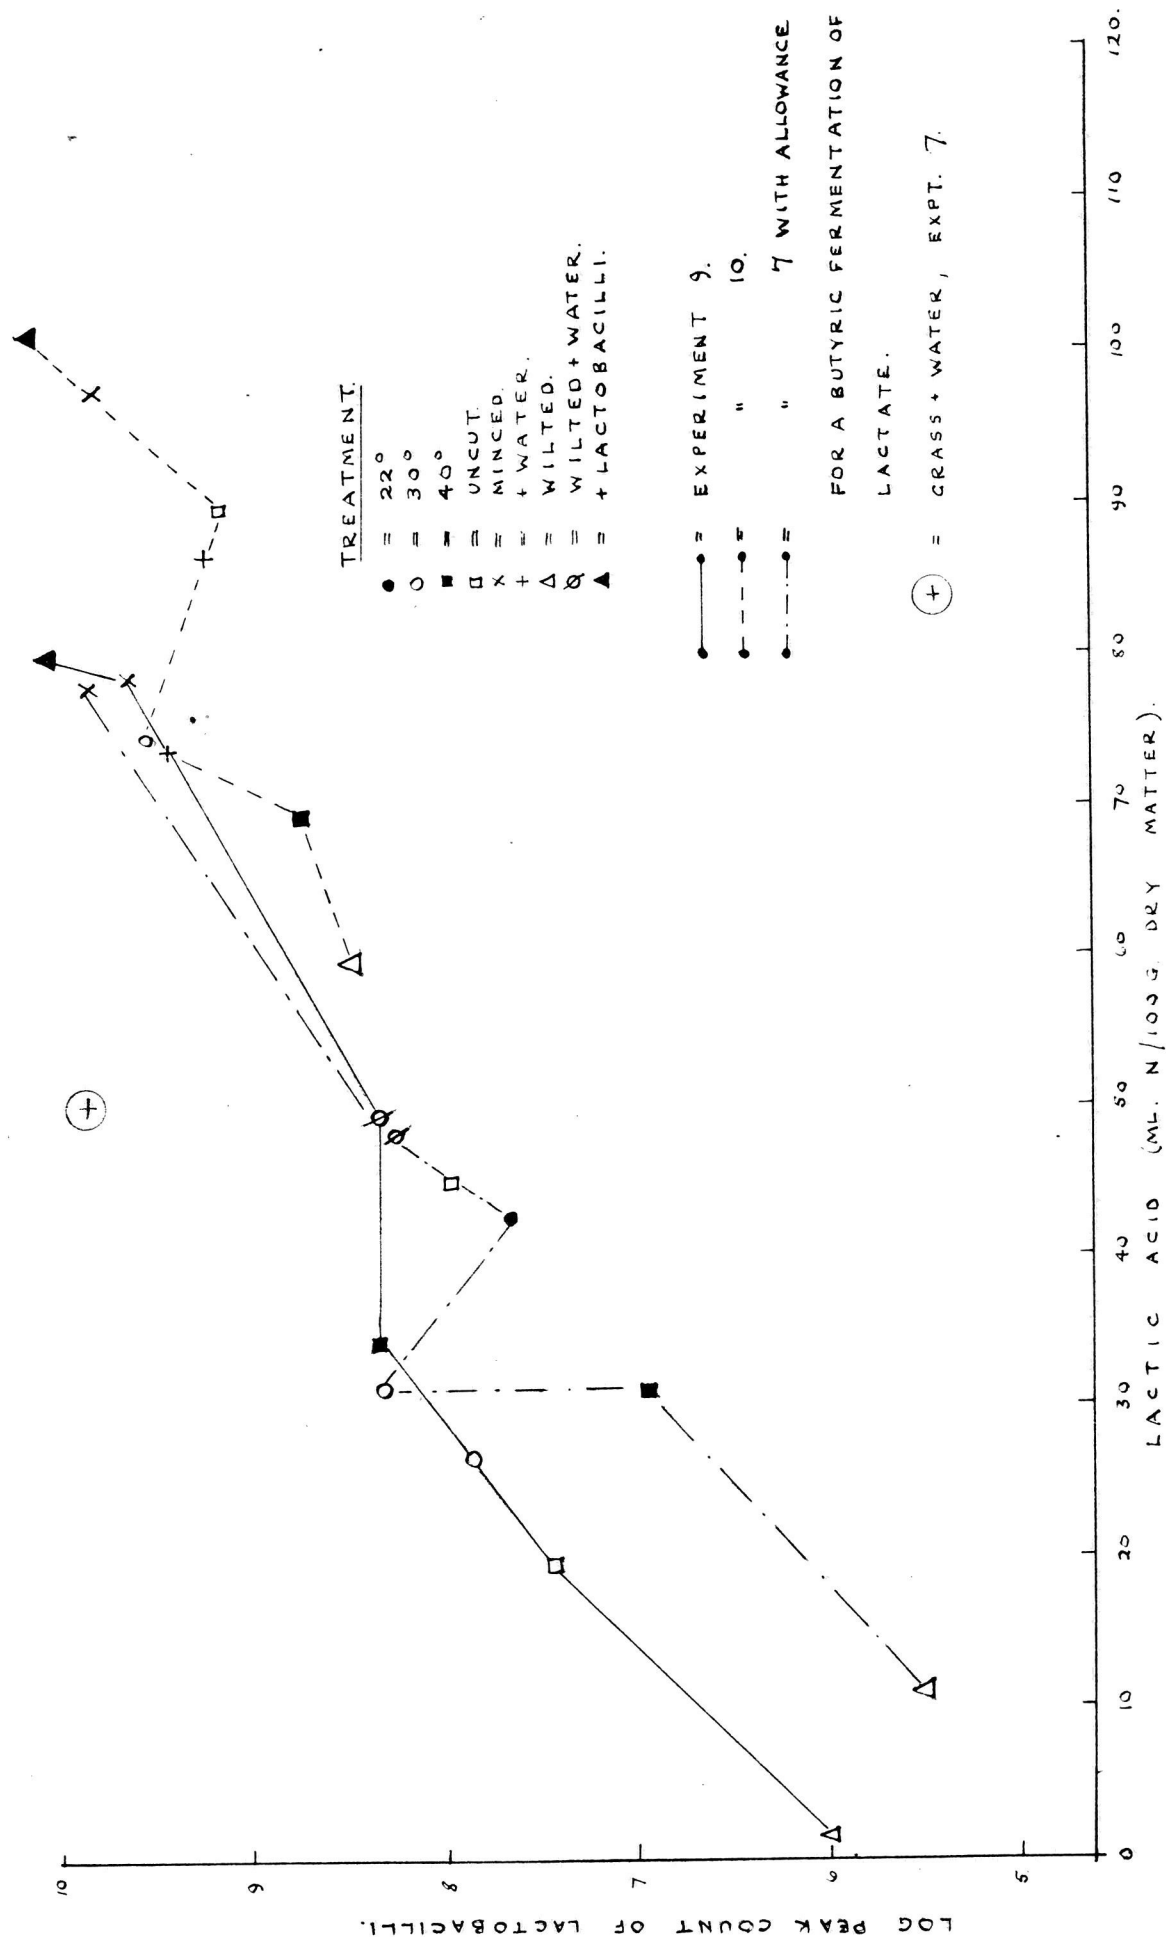 LOG PEAK COUNT OF LACTOBACILLI.
10
9
8
7
6
5.
0
10
20
30
40
50
60
70
80
90
100
110
120.
LACTIC ACID (ML. N/100 G. DRY MATTER).
TREATMENT.
● = 22°
○ = 30°
■ = 40°
□ = UNCUT.
× = MINCED.
+ = + WATER.
△ = WILTED.
Ø = WILTED + WATER.
▲ = + LACTOBACILLI.
= EXPERIMENT 9.
= " 10.
= " 7 WITH ALLOWANCE
FOR A BUTYRIC FERMENTATION OF
LACTATE.
+ = GRASS + WATER, EXPT. 7.